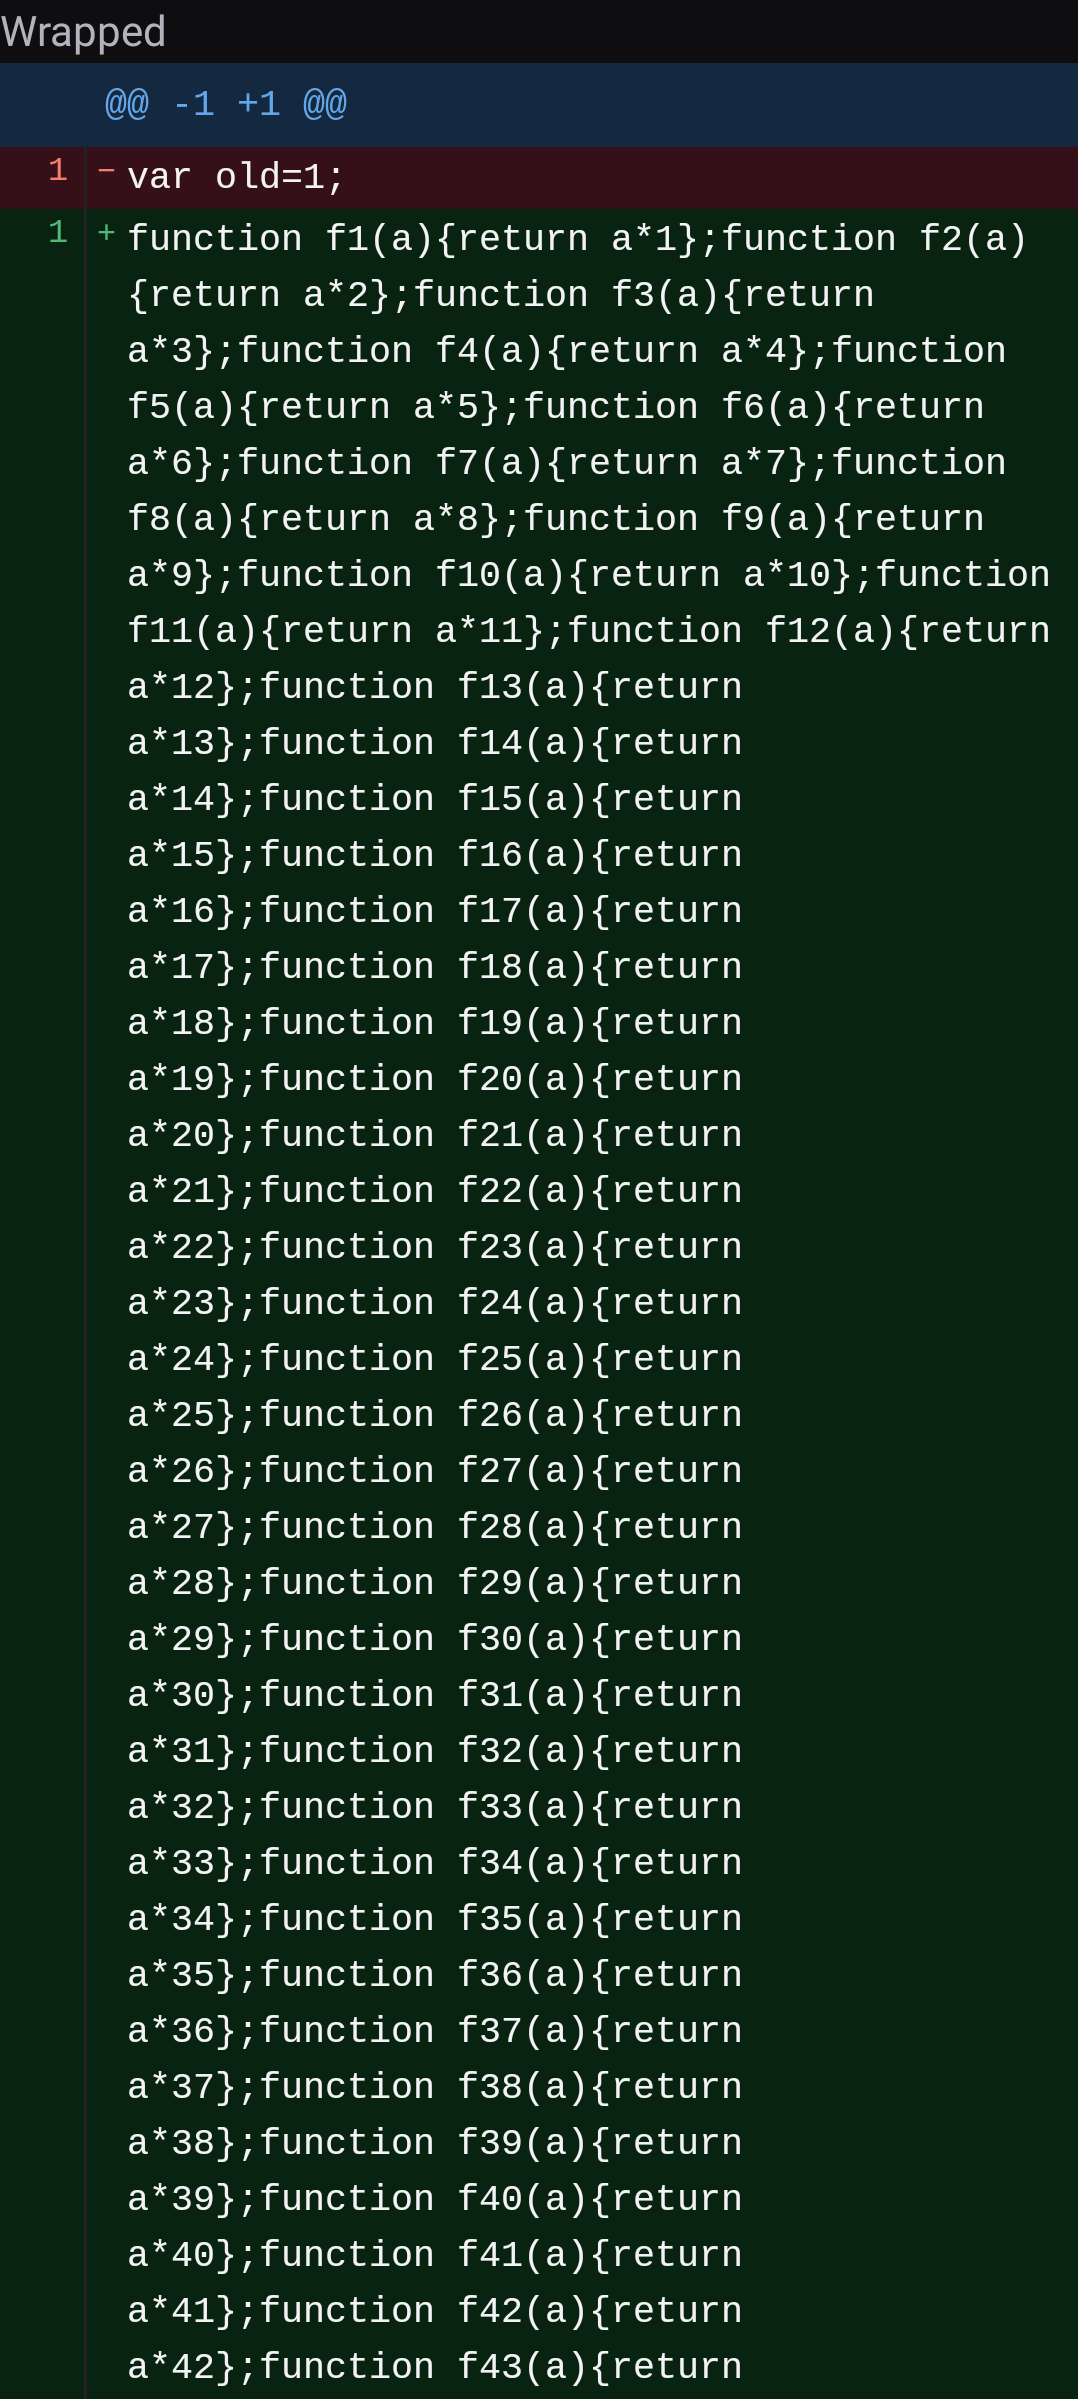 Wrapped
@@ -1 +1 @@
1 − var old=1;
1 + function f1(a){return a*1};function f2(a)
{return a*2};function f3(a){return
a*3};function f4(a){return a*4};function
f5(a){return a*5};function f6(a){return
a*6};function f7(a){return a*7};function
f8(a){return a*8};function f9(a){return
a*9};function f10(a){return a*10};function
f11(a){return a*11};function f12(a){return
a*12};function f13(a){return
a*13};function f14(a){return
a*14};function f15(a){return
a*15};function f16(a){return
a*16};function f17(a){return
a*17};function f18(a){return
a*18};function f19(a){return
a*19};function f20(a){return
a*20};function f21(a){return
a*21};function f22(a){return
a*22};function f23(a){return
a*23};function f24(a){return
a*24};function f25(a){return
a*25};function f26(a){return
a*26};function f27(a){return
a*27};function f28(a){return
a*28};function f29(a){return
a*29};function f30(a){return
a*30};function f31(a){return
a*31};function f32(a){return
a*32};function f33(a){return
a*33};function f34(a){return
a*34};function f35(a){return
a*35};function f36(a){return
a*36};function f37(a){return
a*37};function f38(a){return
a*38};function f39(a){return
a*39};function f40(a){return
a*40};function f41(a){return
a*41};function f42(a){return
a*42};function f43(a){return